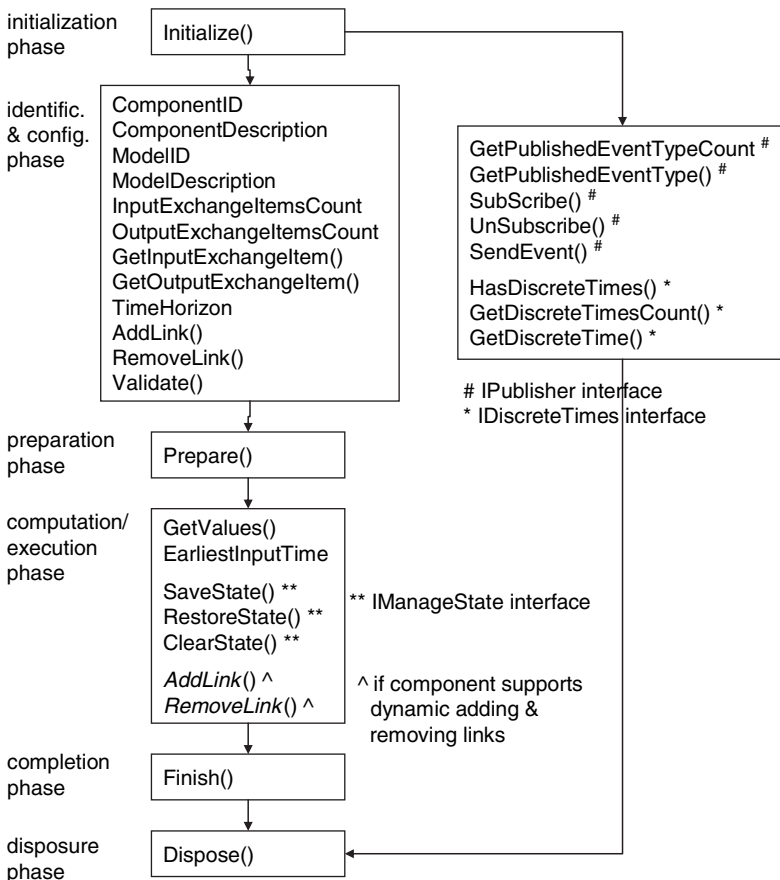 initialization
phase
Initialize()
identific.
& config.
phase
ComponentID
ComponentDescription
ModelID
ModelDescription
InputExchangeItemsCount
OutputExchangeItemsCount
GetInputExchangeItem()
GetOutputExchangeItem()
TimeHorizon
AddLink()
RemoveLink()
Validate()
GetPublishedEventTypeCount #
GetPublishedEventType() #
SubScribe() #
UnSubscribe() #
SendEvent() #
HasDiscreteTimes() *
GetDiscreteTimesCount() *
GetDiscreteTime() *
# IPublisher interface
* IDiscreteTimes interface
preparation
phase
Prepare()
computation/
execution
phase
GetValues()
EarliestInputTime
SaveState() **
RestoreState() **
ClearState() **
** IManageState interface
AddLink() ^
RemoveLink() ^
^ if component supports
dynamic adding &
removing links
completion
phase
Finish()
disposure
phase
Dispose()